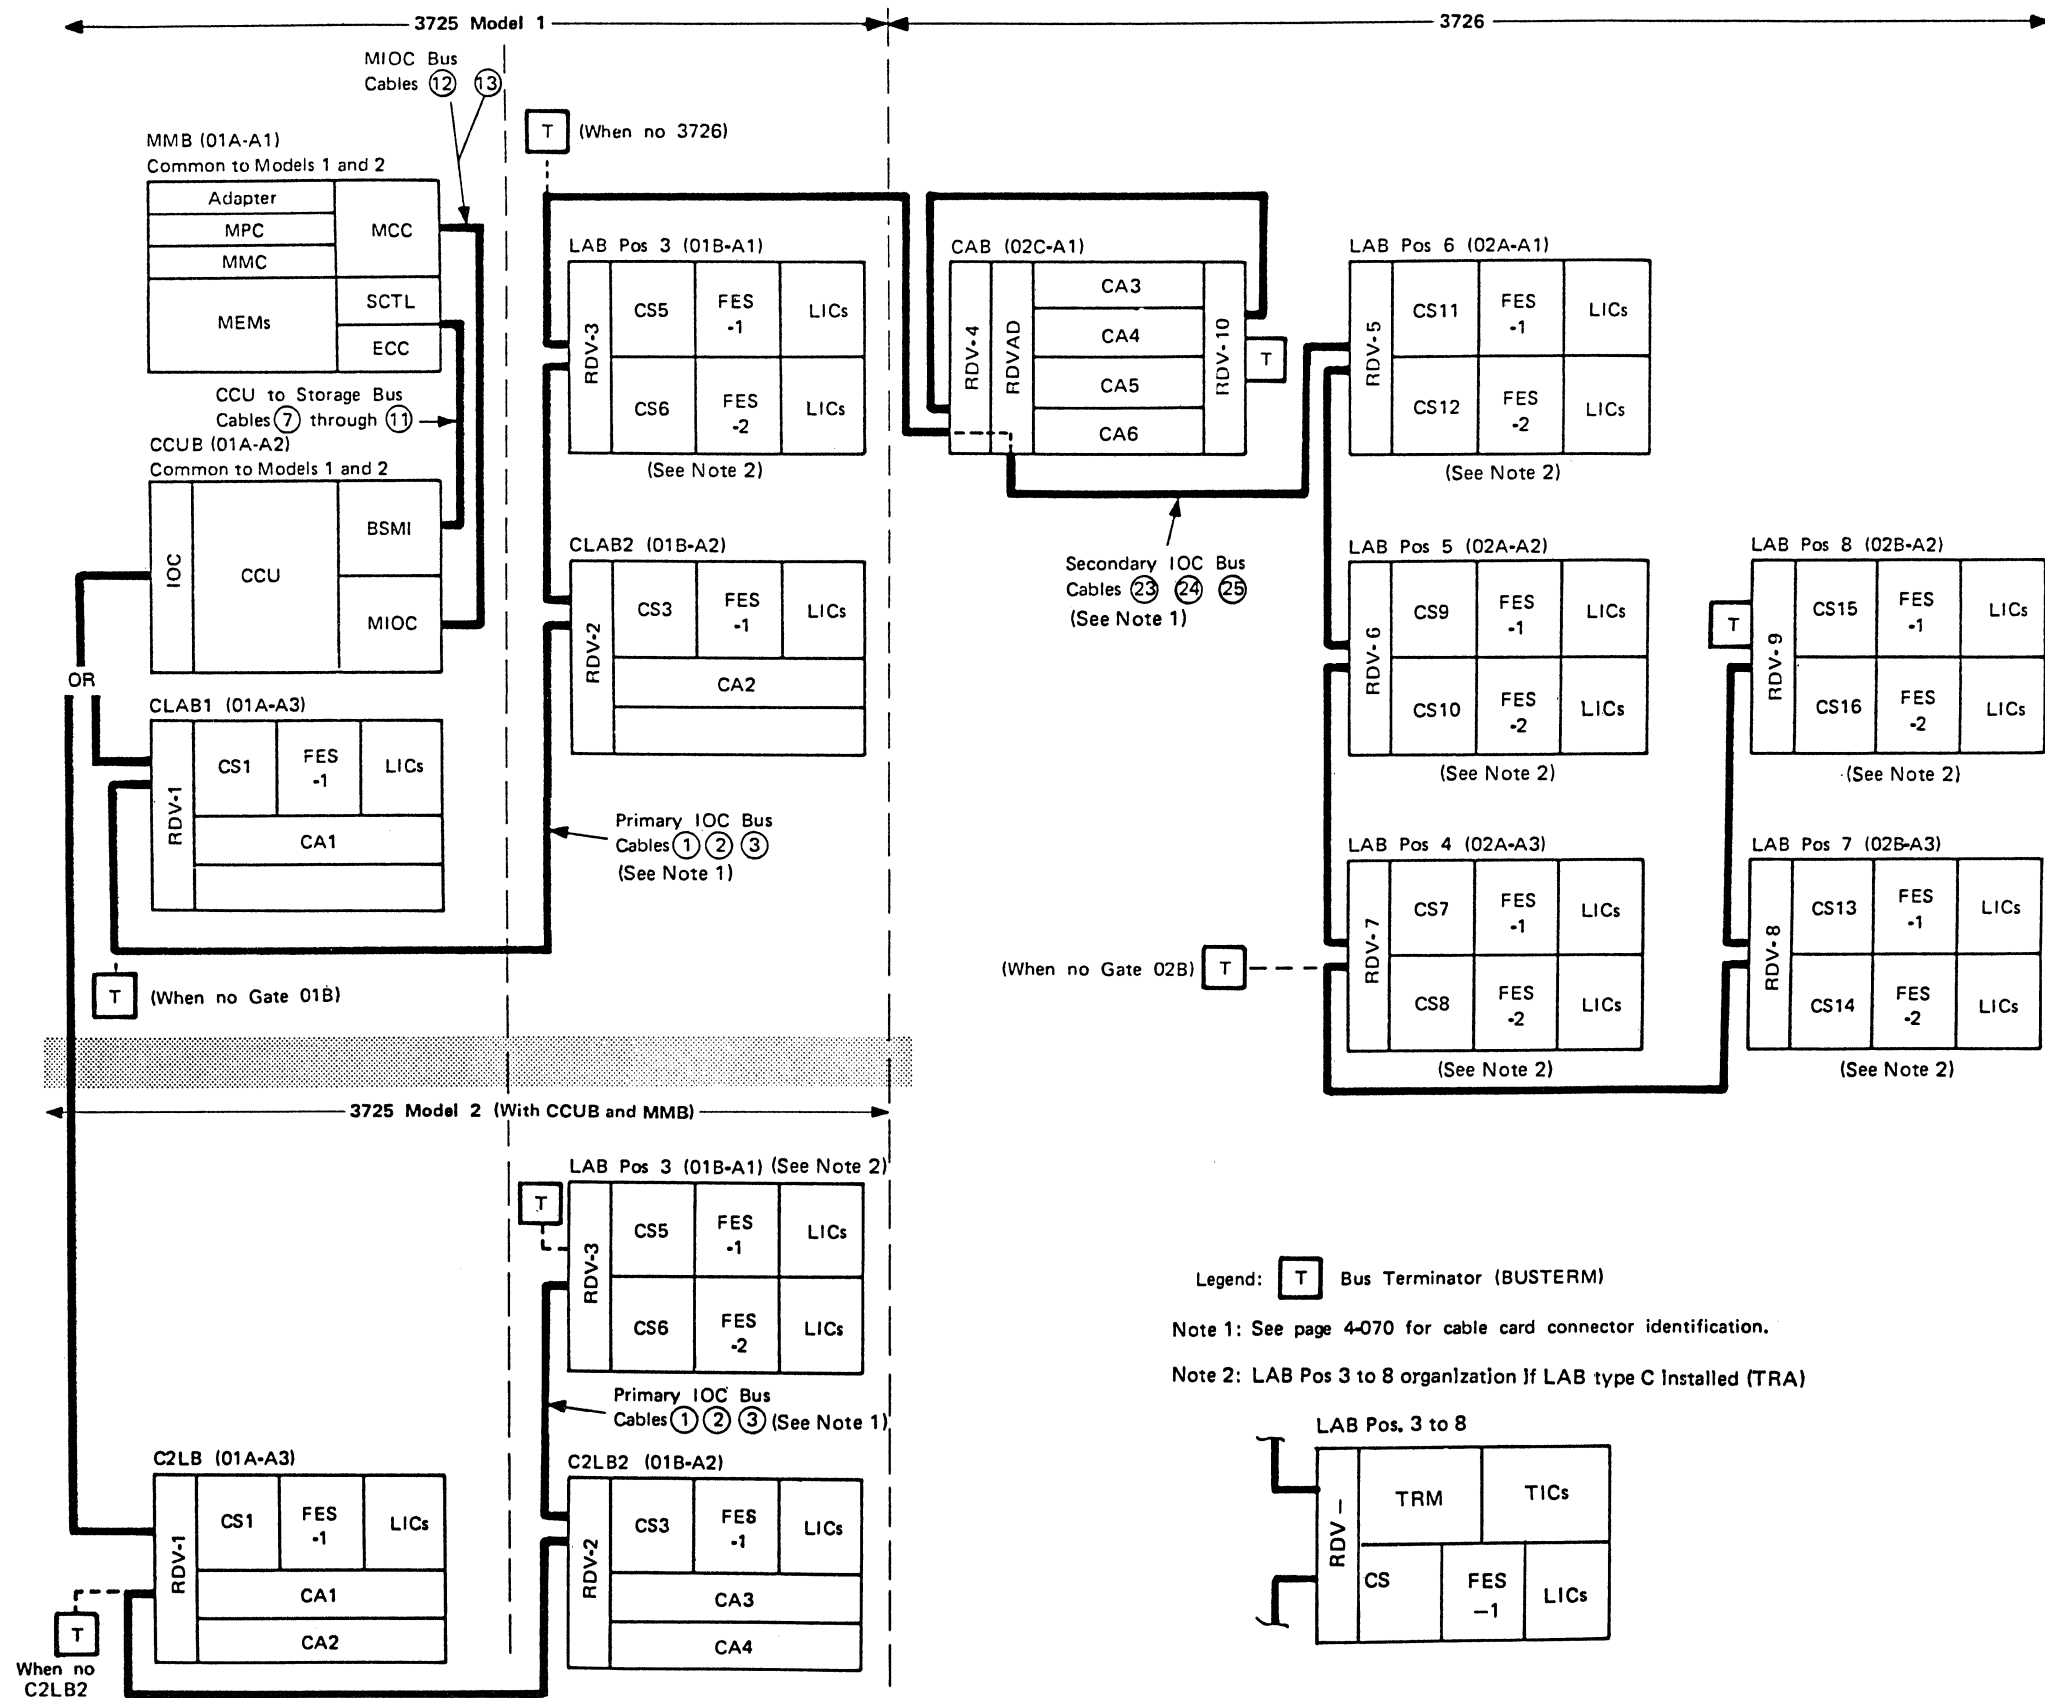 3725 Model 1
3726
MIOC Bus
Cables 12 13
T (When no 3726)
MMB (01A-A1)
Common to Models 1 and 2
Adapter
MPC
MMC
MCC
MEMs
SCTL
ECC
CCU to Storage Bus
Cables 7 through 11
CCUB (01A-A2)
Common to Models 1 and 2
IOC
CCU
BSMI
MIOC
OR
CLAB1 (01A-A3)
RDV-1
CS1
FES
-1
LICs
CA1
T (When no Gate 01B)
LAB Pos 3 (01B-A1)
RDV-3
CS5
FES
-1
LICs
CS6
FES
-2
LICs
(See Note 2)
CLAB2 (01B-A2)
RDV-2
CS3
FES
-1
LICs
CA2
Primary IOC Bus
Cables 1 2 3
(See Note 1)
CAB (02C-A1)
RDV-4
RDVAD
CA3
CA4
CA5
CA6
RDV-10
T
Secondary IOC Bus
Cables 23 24 25
(See Note 1)
LAB Pos 6 (02A-A1)
RDV-5
CS11
FES
-1
LICs
CS12
FES
-2
LICs
(See Note 2)
LAB Pos 5 (02A-A2)
RDV-6
CS9
FES
-1
LICs
CS10
FES
-2
LICs
(See Note 2)
LAB Pos 4 (02A-A3)
RDV-7
CS7
FES
-1
LICs
CS8
FES
-2
LICs
(See Note 2)
(When no Gate 02B) T
LAB Pos 8 (02B-A2)
T
RDV-9
CS15
FES
-1
LICs
CS16
FES
-2
LICs
(See Note 2)
LAB Pos 7 (02B-A3)
RDV-8
CS13
FES
-1
LICs
CS14
FES
-2
LICs
(See Note 2)
3725 Model 2 (With CCUB and MMB)
LAB Pos 3 (01B-A1) (See Note 2)
T
RDV-3
CS5
FES
-1
LICs
CS6
FES
-2
LICs
Primary IOC Bus
Cables 1 2 3 (See Note 1)
C2LB (01A-A3)
RDV-1
CS1
FES
-1
LICs
CA1
CA2
T
When no
C2LB2
C2LB2 (01B-A2)
RDV-2
CS3
FES
-1
LICs
CA3
CA4
Legend: T Bus Terminator (BUSTERM)
Note 1: See page 4-070 for cable card connector identification.
Note 2: LAB Pos 3 to 8 organization if LAB type C installed (TRA)
LAB Pos. 3 to 8
RDV —
TRM
TICs
CS
FES
—1
LICs